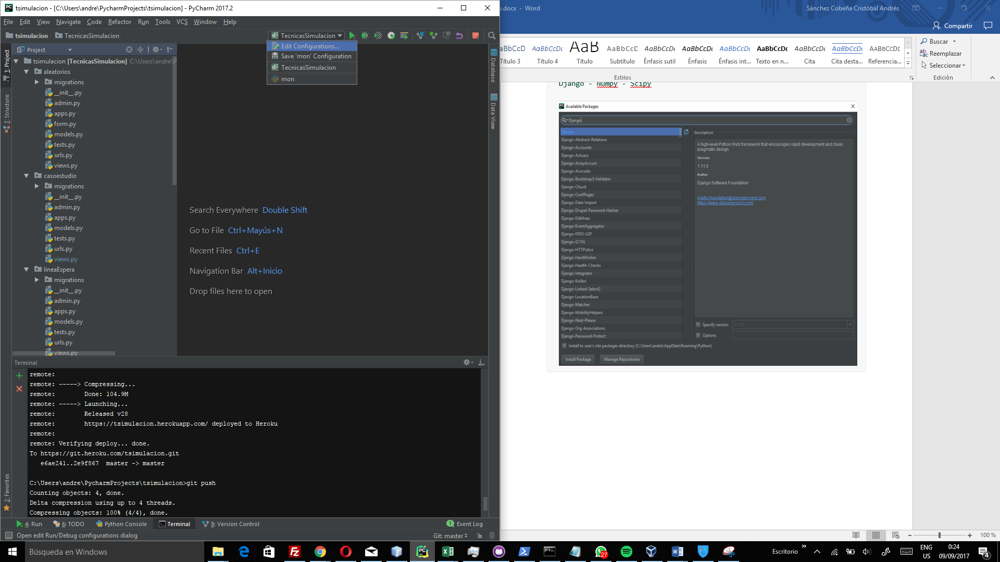 tsimulacion - [C:\Users\andre\PycharmProjects\tsimulacion] - PyCharm 2017.2
File Edit View Navigate Code Refactor Run Tools VCS Window Help
tsimulacion TecnicasSimulacion
TecnicasSimulacion
Edit Configurations...
Save 'mon' Configuration
TecnicasSimulacion
mon
1: Project
7: Structure
2: Favorites
Project
tsimulacion [TecnicasSimulacion] C:\Users\andre\P
aleatorios
migrations
__init__.py
admin.py
apps.py
form.py
models.py
tests.py
urls.py
views.py
casoestudio
migrations
__init__.py
admin.py
apps.py
models.py
tests.py
urls.py
views.py
lineaEspera
migrations
__init__.py
admin.py
apps.py
models.py
tests.py
urls.py
views.py
Search Everywhere Double Shift
Go to File Ctrl+Mayús+N
Recent Files Ctrl+E
Navigation Bar Alt+Inicio
Drop files here to open
Database
Data View
Terminal
remote:
remote: -----> Compressing...
remote: Done: 104.9M
remote: -----> Launching...
remote: Released v28
remote: https://tsimulacion.herokuapp.com/ deployed to Heroku
remote:
remote: Verifying deploy... done.
To https://git.heroku.com/tsimulacion.git
e6ae241..2e9f867 master -> master
C:\Users\andre\PycharmProjects\tsimulacion>git push
Counting objects: 4, done.
Delta compression using up to 4 threads.
Compressing objects: 100% (4/4), done.
4: Run 6: TODO Python Console Terminal 9: Version Control 1 Event Log
Open edit Run/Debug configurations dialog Git: master
o.docx - Word Sánchez Cobeña Cristóbal Andrés
Compartir
AaBbCcD AaBbCcDc AaB AaBbCcC AaBbCcDc AaBbCcDc AaBbCcDc AaBbCcDc AaBbCcDc AaBbCcDc AABBCCDE
Título 3 Título 4 Título Subtítulo Énfasis sutil Énfasis Énfasis int... Texto en n... Cita Cita desta... Referencia...
Estilos
Buscar
Reemplazar
Seleccionar
Edición
Django - Numpy - Scipy
Available Packages
Django
Django
Django-Abstract-Relations
Django-Accounts
Django-Actuary
Django-ArrayAccum
Django-Avocado
Django-Bootstrap3-Validator
Django-Chuck
Django-ConfPages
Django-Data-Import
Django-Drupal-Password-Hasher
Django-EditArea
Django-EventAggregator
Django-FIDO-U2F
Django-G11N
Django-HTTPolice
Django-HardWorker
Django-Health-Checks
Django-Integrator
Django-Kolibri
Django-Linked-Select2
Django-LocationBase
Django-Matcher
Django-MobilityHelpers
Django-Next-Please
Django-Org-Associations
Django-Password-Protect
Description
A high-level Python Web framework that encourages rapid development and clean,
pragmatic design.
Version
1.11.5
Author
Django Software Foundation
mailto:foundation@djangoproject.com
https://www.djangoproject.com/
Specify version 1.11.5
Options
Install to user's site packages directory (C:\Users\andre\AppData\Roaming\Python)
Install Package Manage Repositories
100 %
Búsqueda en Windows
27
Escritorio
ENG
US
0:24
09/09/2017
4